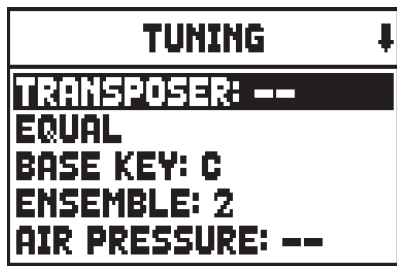 TUNING
TRANSPOSER: --
EQUAL
BASE KEY: C
ENSEMBLE: 2
AIR PRESSURE: --